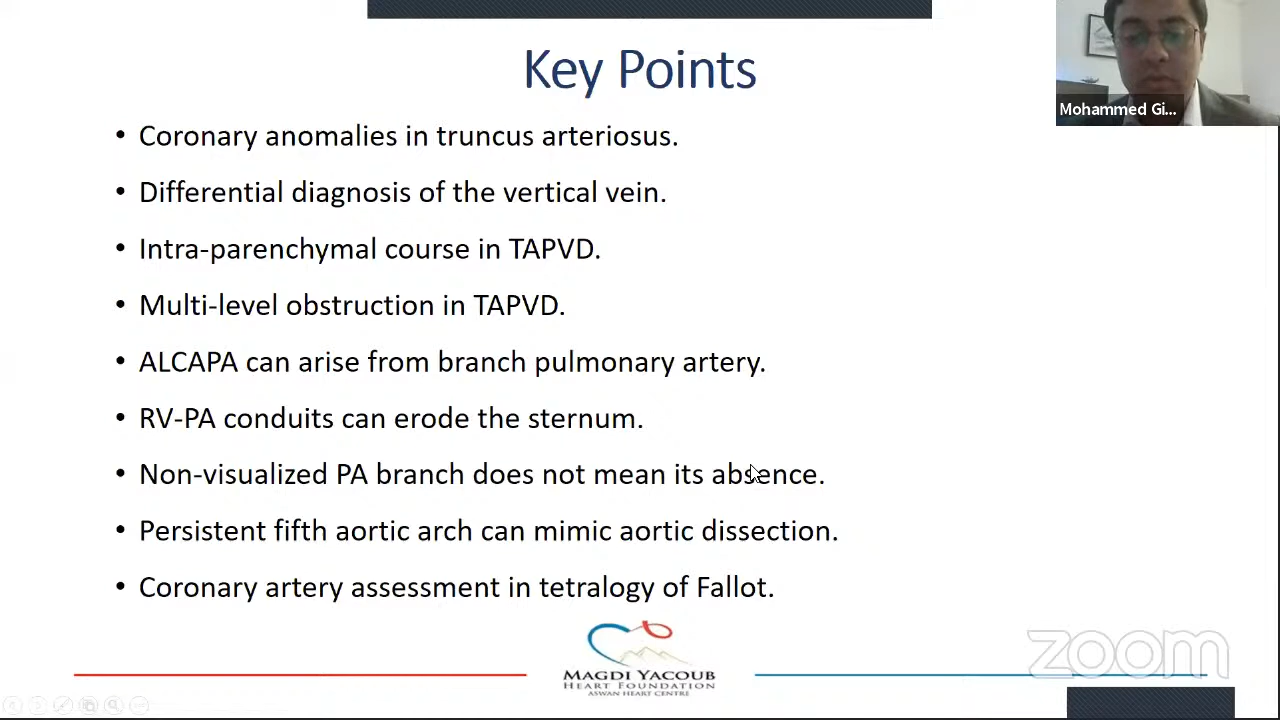 Key Points
Mohammed Gi...
• Coronary anomalies in truncus arteriosus.
• Differential diagnosis of the vertical vein.
• Intra-parenchymal course in TAPVD.
• Multi-level obstruction in TAPVD.
• ALCAPA can arise from branch pulmonary artery.
• RV-PA conduits can erode the sternum.
• Non-visualized PA branch does not mean its absence.
• Persistent fifth aortic arch can mimic aortic dissection.
• Coronary artery assessment in tetralogy of Fallot.
MAGDI YACOUB
HEART FOUNDATION
ASWAN HEART CENTRE
zoom